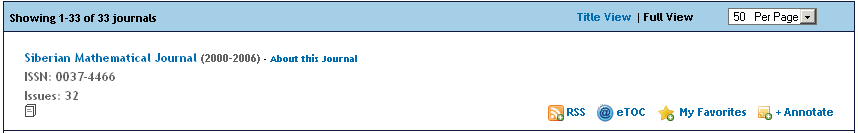 Showing 1-33 of 33 journals Title View | Full View 50 Per Page
Siberian Mathematical Journal (2000-2006) - About this Journal
ISSN: 0037-4466
Issues: 32
RSS eTOC My Favorites + Annotate